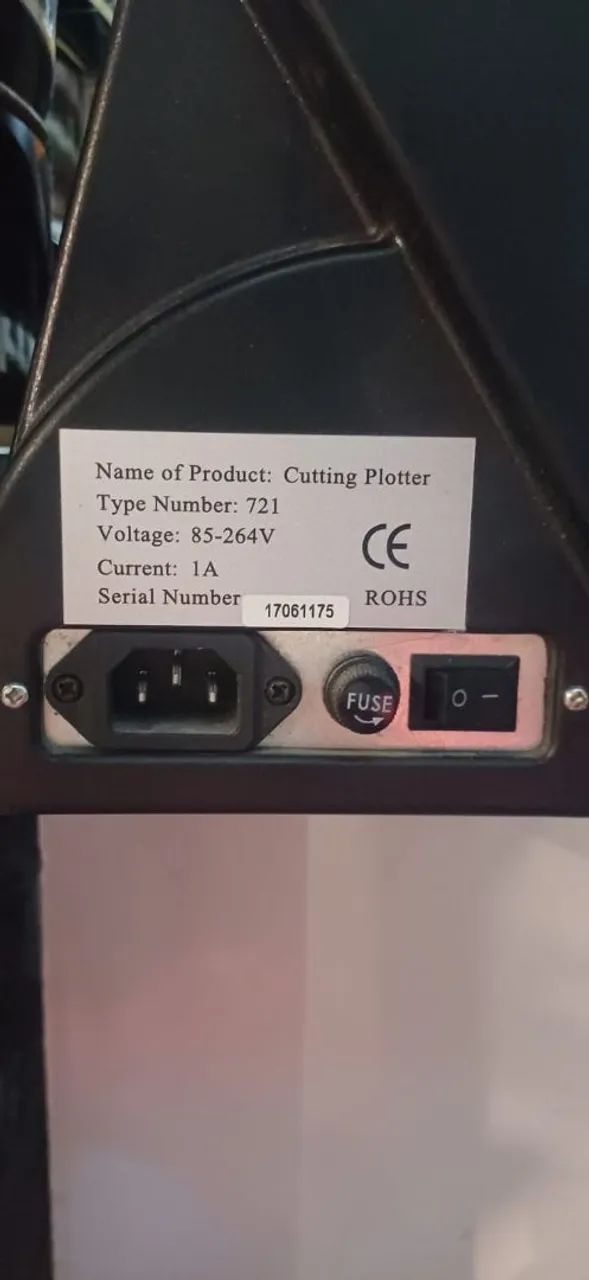 Name of Product: Cutting Plotter
Type Number: 721
Voltage: 85-264V
CE
Current: 1A
Serial Number 17061175 ROHS
FUSE
O –